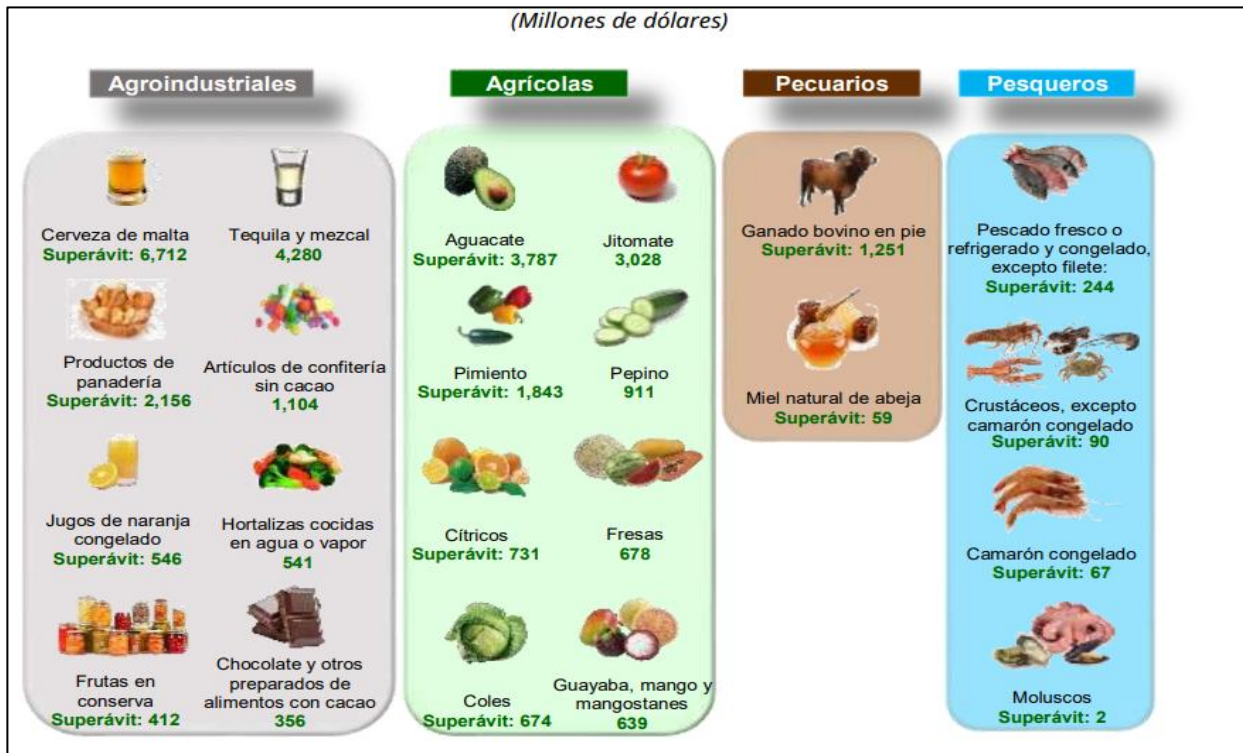 (Millones de dólares)
Agroindustriales
Cerveza de malta
Superávit: 6,712
Tequila y mezcal
4,280
Productos de
panadería
Superávit: 2,156
Artículos de confitería
sin cacao
1,104
Jugos de naranja
congelado
Superávit: 546
Hortalizas cocidas
en agua o vapor
541
Frutas en
conserva
Superávit: 412
Chocolate y otros
preparados de
alimentos con cacao
356
Agrícolas
Aguacate
Superávit: 3,787
Jitomate
3,028
Pimiento
Superávit: 1,843
Pepino
911
Cítricos
Superávit: 731
Fresas
678
Coles
Superávit: 674
Guayaba, mango y
mangostanes
639
Pecuarios
Ganado bovino en pie
Superávit: 1,251
Miel natural de abeja
Superávit: 59
Pesqueros
Pescado fresco o
refrigerado y congelado,
excepto filete:
Superávit: 244
Crustáceos, excepto
camarón congelado
Superávit: 90
Camarón congelado
Superávit: 67
Moluscos
Superávit: 2